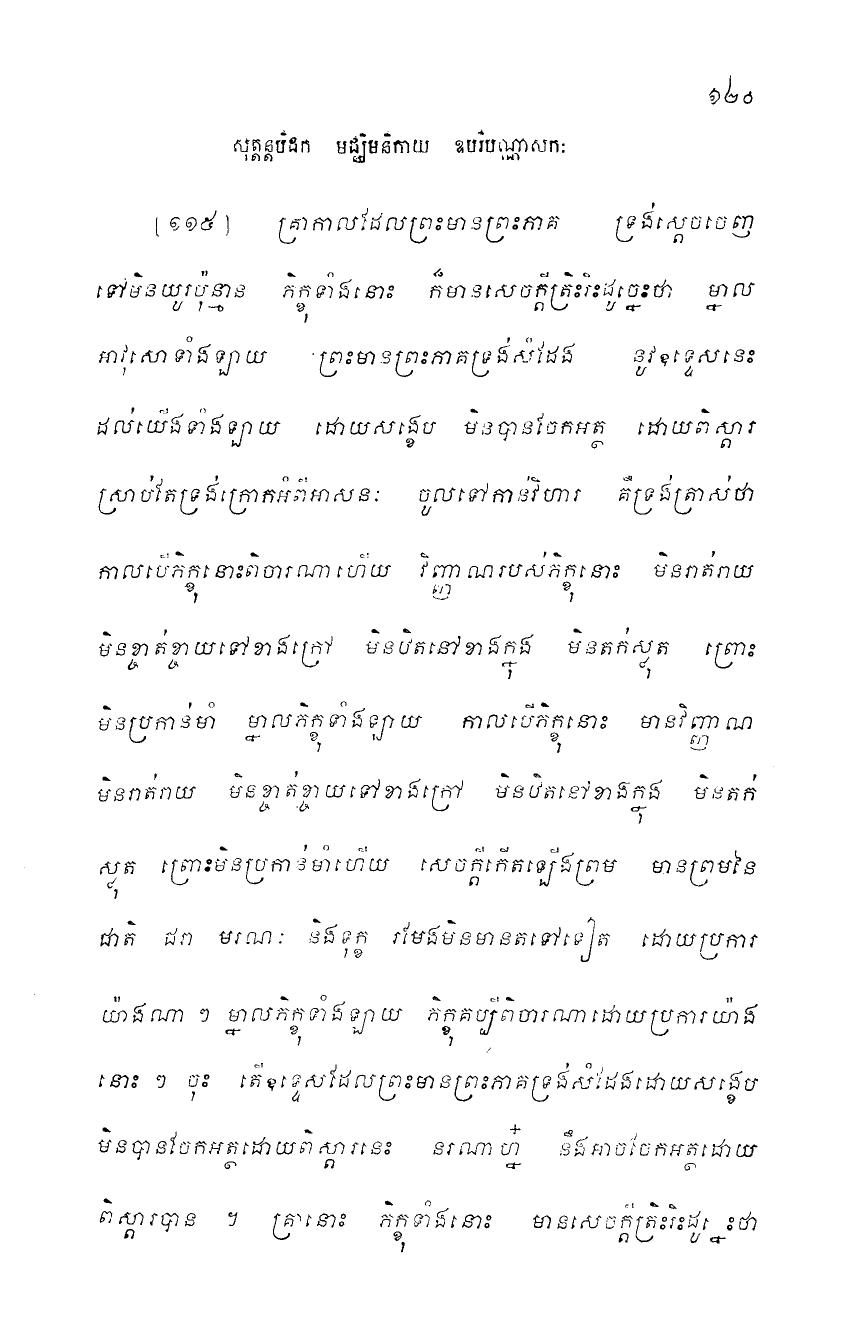 ១២០
សុត្តន្តបិដក មជ្ឈិមនិកាយ ឧបរិបណ្ណាសកៈ
[១១៥] គ្រាកាលដែលព្រះមានព្រះភាគ ទ្រង់ស្តេចចេញ
ទៅមិនយូរប៉ុន្មាន ភិក្ខុទាំងនោះ ក៏មានសេចក្តីត្រិះរិះដូច្នេះថា ម្នាល
អាវុសោទាំងឡាយ ព្រះមានព្រះភាគទ្រង់សំដែង នូវឧទ្ទេសនេះ
ដល់យើងទាំងឡាយ ដោយសង្ខេប មិនបានចែកអត្ថ ដោយពិស្តារ
ស្រាប់តែទ្រង់ក្រោកអំពីអាសនៈ ចូលទៅកាន់វិហារ គឺទ្រង់ត្រាស់ថា
កាលបើភិក្ខុនោះពិចារណាហើយ វិញ្ញាណរបស់ភិក្ខុនោះ មិនរាត់រាយ
មិនខ្ចាត់ខ្ចាយទៅខាងក្រៅ មិនឋិតនៅខាងក្នុង មិនតក់ស្លុត ព្រោះ
មិនប្រកាន់មាំ ម្នាលភិក្ខុទាំងឡាយ កាលបើភិក្ខុនោះ មានវិញ្ញាណ
មិនរាត់រាយ មិនខ្ចាត់ខ្ចាយទៅខាងក្រៅ មិនឋិតនៅខាងក្នុង មិនតក់
ស្លុត ព្រោះមិនប្រកាន់មាំហើយ សេចក្តីកើតឡើងព្រម មានព្រមនៃ
ជាតិ ជរា មរណៈ និងទុក្ខ រមែងមិនមានតទៅទៀត ដោយប្រការ
យ៉ាងណា ៗ ម្នាលភិក្ខុទាំងឡាយ ភិក្ខុគប្បីពិចារណាដោយប្រការយ៉ាង
នោះ ៗ ចុះ តើឧទ្ទេសដែលព្រះមានព្រះភាគទ្រង់សំដែងដោយសង្ខេប
មិនបានចែកអត្ថដោយពិស្តារនេះ នរណាហ្ន៎ នឹងអាចចែកអត្ថដោយ
ពិស្តារបាន ។ គ្រានោះ ភិក្ខុទាំងនោះ មានសេចក្តីត្រិះរិះដូច្នេះថា